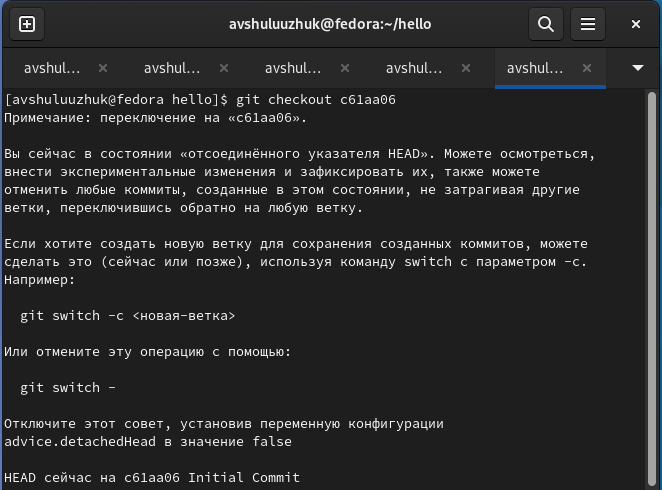 avshuluuzhuk@fedora:~/hello
avshul... avshul... avshul... avshul... avshul...
[avshuluuzhuk@fedora hello]$ git checkout c61aa06
Примечание: переключение на «c61aa06».
Вы сейчас в состоянии «отсоединённого указателя HEAD». Можете осмотреться,
внести экспериментальные изменения и зафиксировать их, также можете
отменить любые коммиты, созданные в этом состоянии, не затрагивая другие
ветки, переключившись обратно на любую ветку.
Если хотите создать новую ветку для сохранения созданных коммитов, можете
сделать это (сейчас или позже), используя команду switch с параметром -c.
Например:
git switch -c <новая-ветка>
Или отмените эту операцию с помощью:
git switch -
Отключите этот совет, установив переменную конфигурации
advice.detachedHead в значение false
HEAD сейчас на c61aa06 Initial Commit